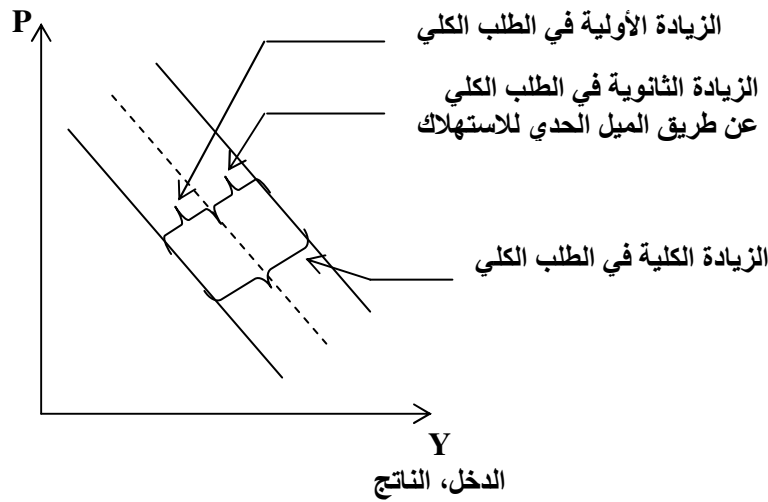 P
الزيادة الأولية في الطلب الكلي
الزيادة الثانوية في الطلب الكلي
عن طريق الميل الحدي للاستهلاك
الزيادة الكلية في الطلب الكلي
Y
الدخل، الناتج